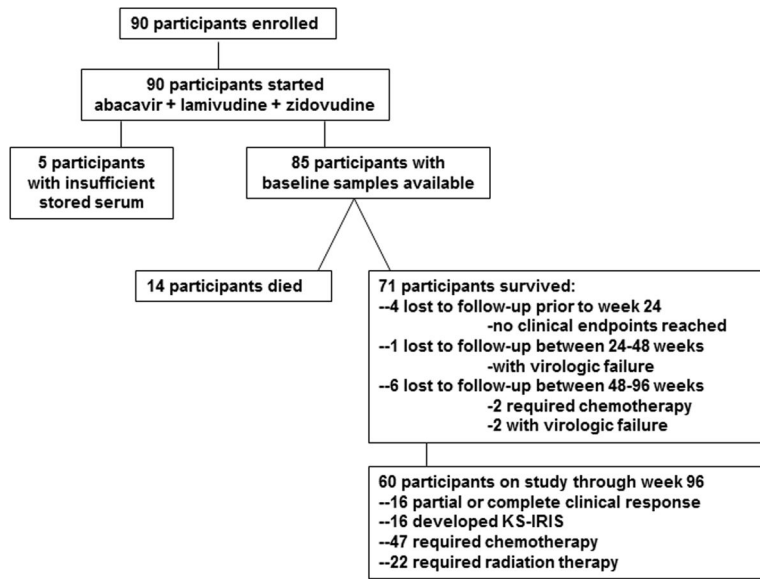 90 participants enrolled
90 participants started
abacavir + lamivudine + zidovudine
5 participants
with insufficient
stored serum
85 participants with
baseline samples available
14 participants died
71 participants survived:
--4 lost to follow-up prior to week 24
-no clinical endpoints reached
--1 lost to follow-up between 24-48 weeks
-with virologic failure
--6 lost to follow-up between 48-96 weeks
-2 required chemotherapy
-2 with virologic failure
60 participants on study through week 96
--16 partial or complete clinical response
--16 developed KS-IRIS
--47 required chemotherapy
--22 required radiation therapy